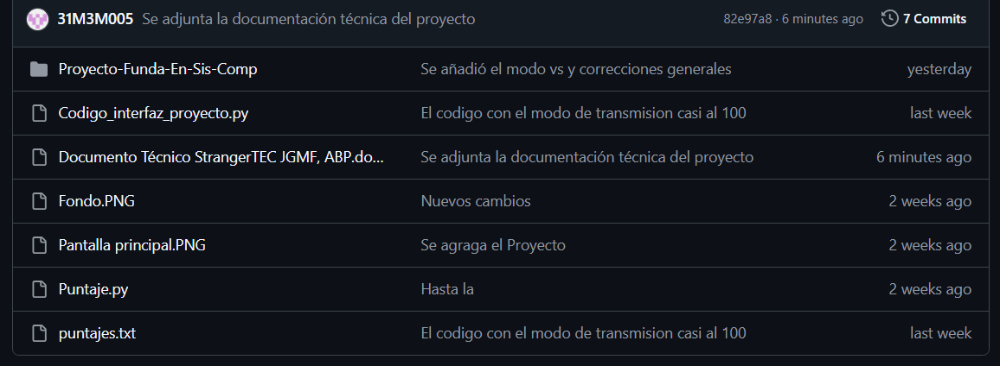 31M3M005 Se adjunta la documentación técnica del proyecto 82e97a8 · 6 minutes ago 7 Commits
Proyecto-Funda-En-Sis-Comp Se añadió el modo vs y correcciones generales yesterday
Codigo_interfaz_proyecto.py El codigo con el modo de transmision casi al 100 last week
Documento Técnico StrangerTEC JGMF, ABP.do... Se adjunta la documentación técnica del proyecto 6 minutes ago
Fondo.PNG Nuevos cambios 2 weeks ago
Pantalla principal.PNG Se agraga el Proyecto 2 weeks ago
Puntaje.py Hasta la 2 weeks ago
puntajes.txt El codigo con el modo de transmision casi al 100 last week